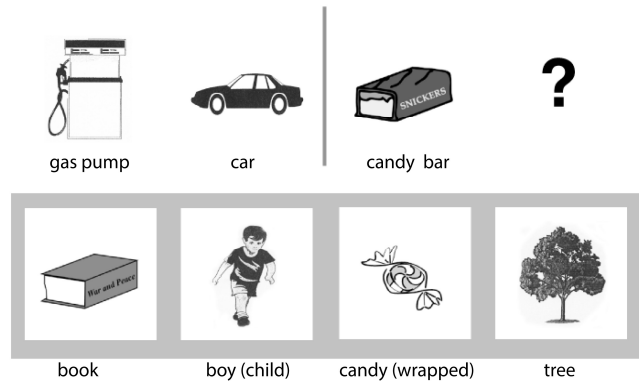 gas pump
car
candy bar
?
SNICKERS
War and Peace
book
boy (child)
candy (wrapped)
tree